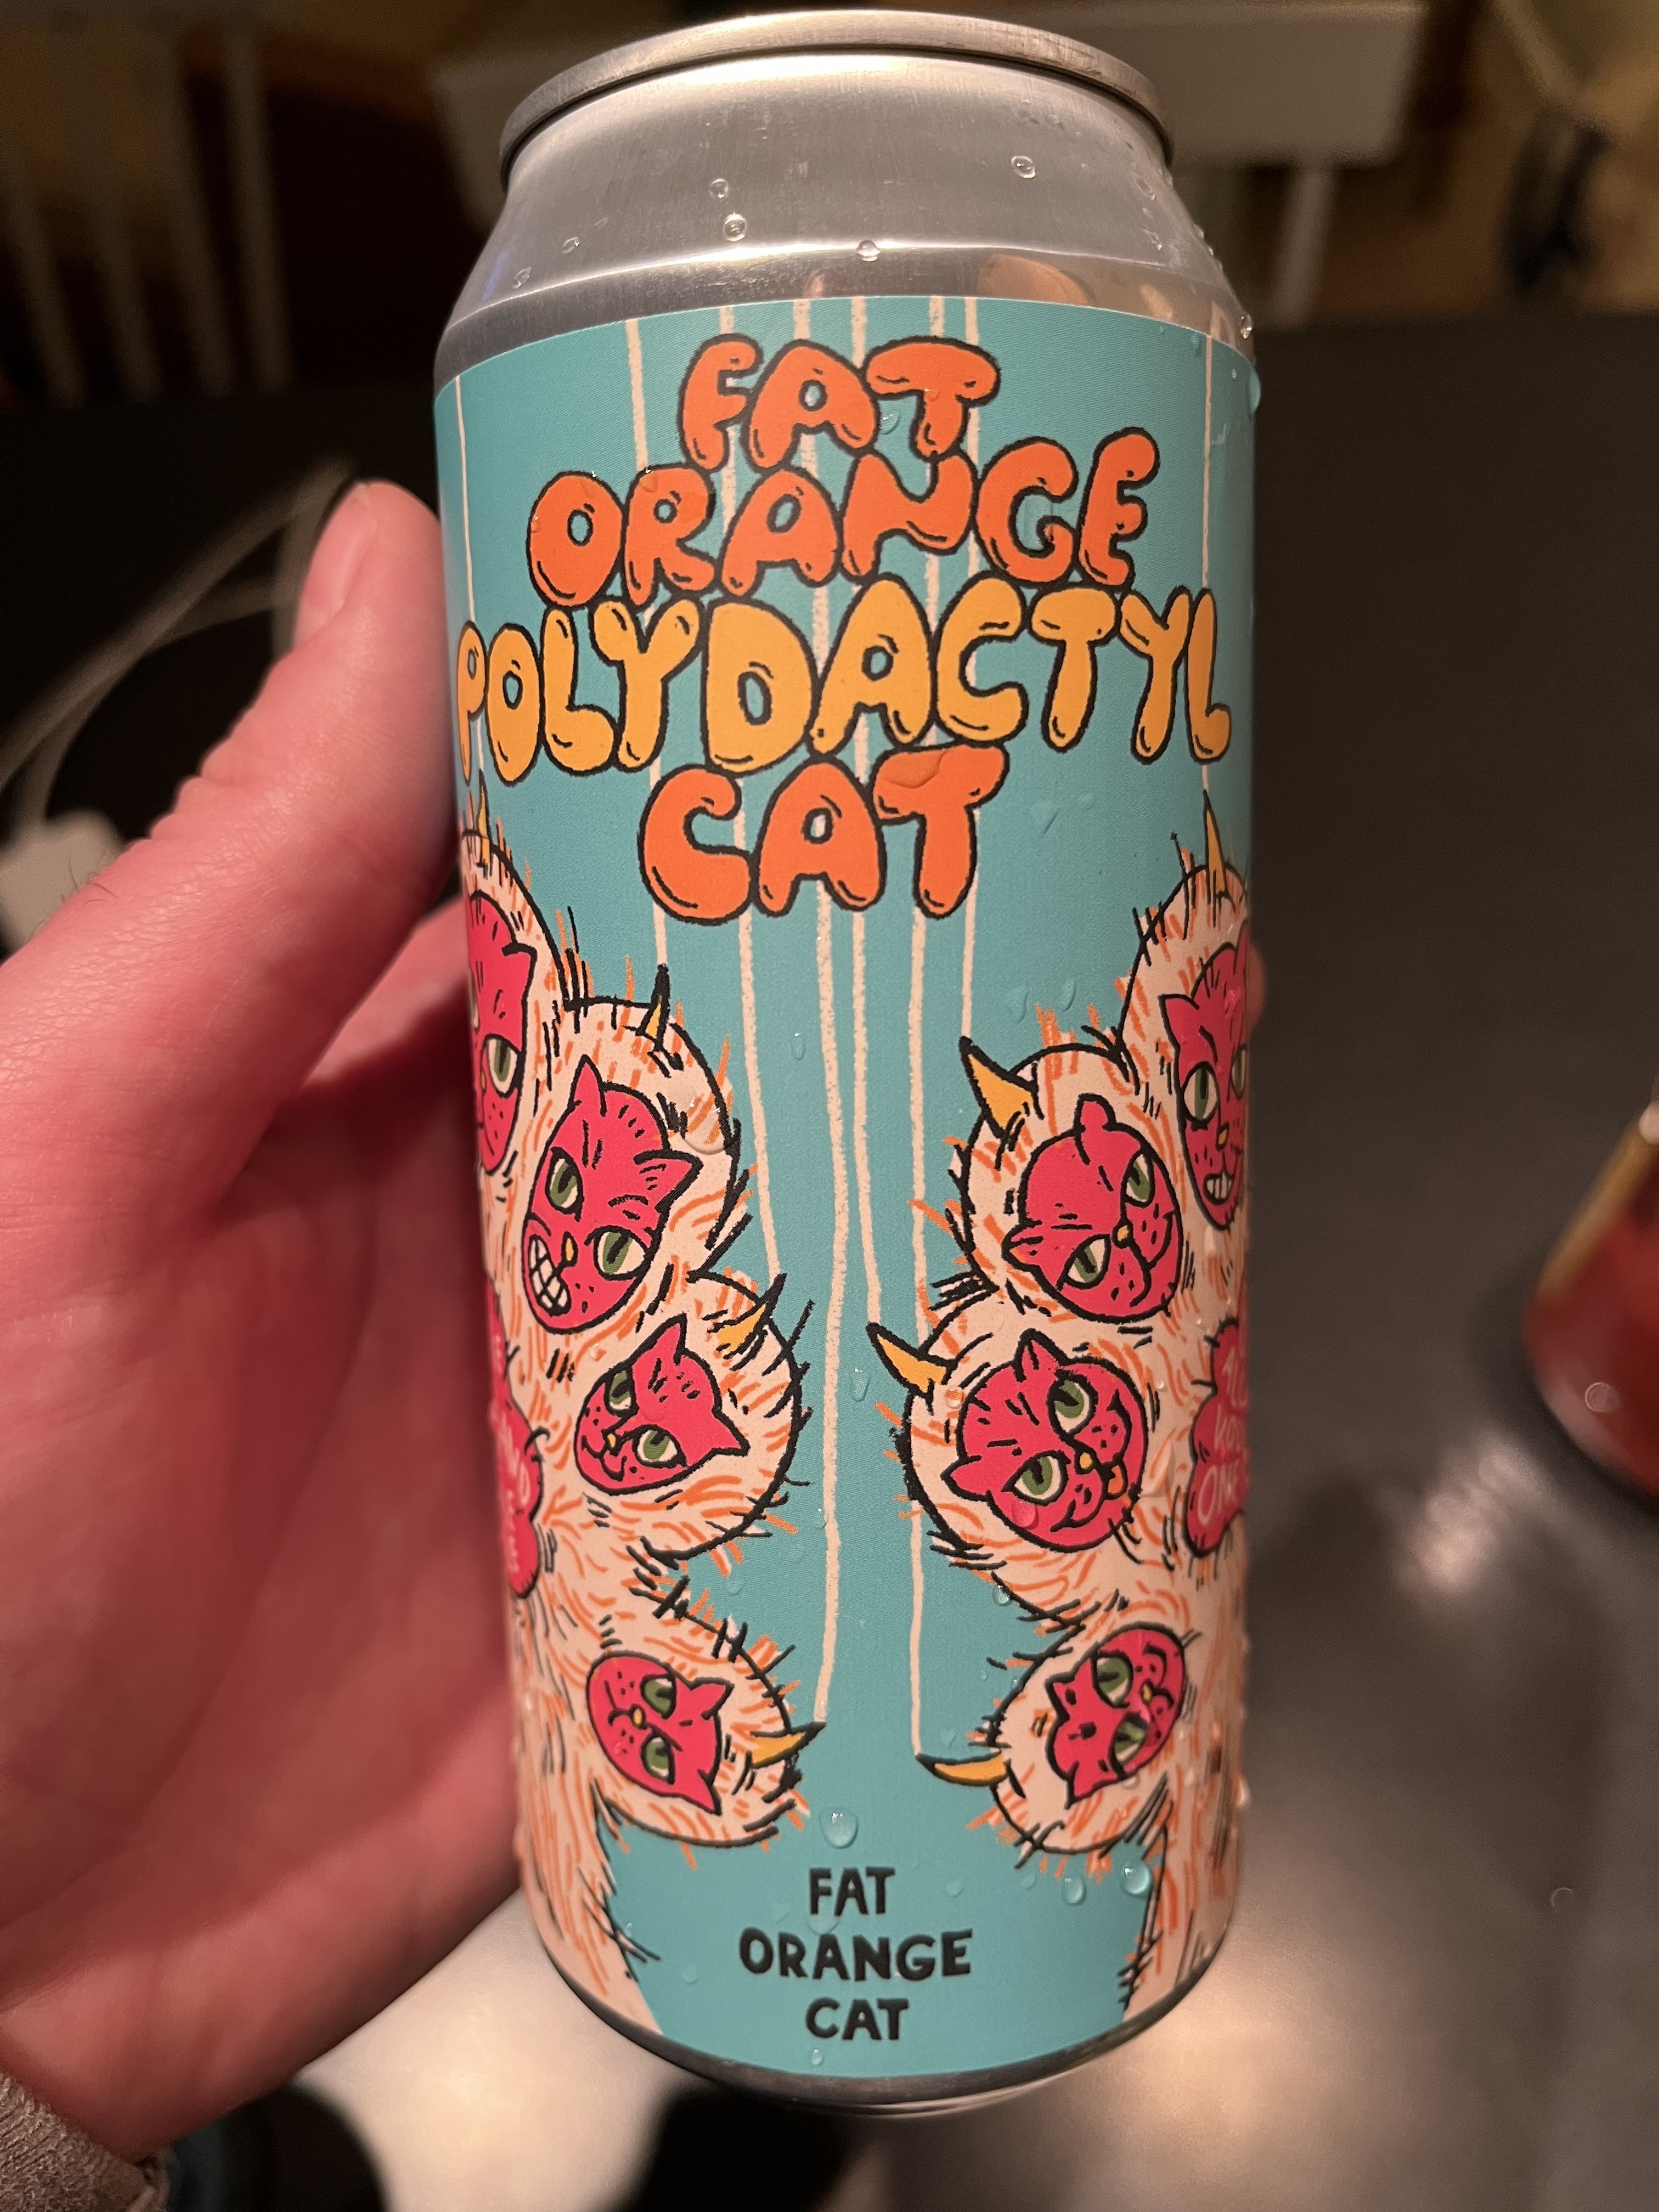 FAT
ORANGE
POLYDACTYL
CAT
FAT
ORANGE
CAT